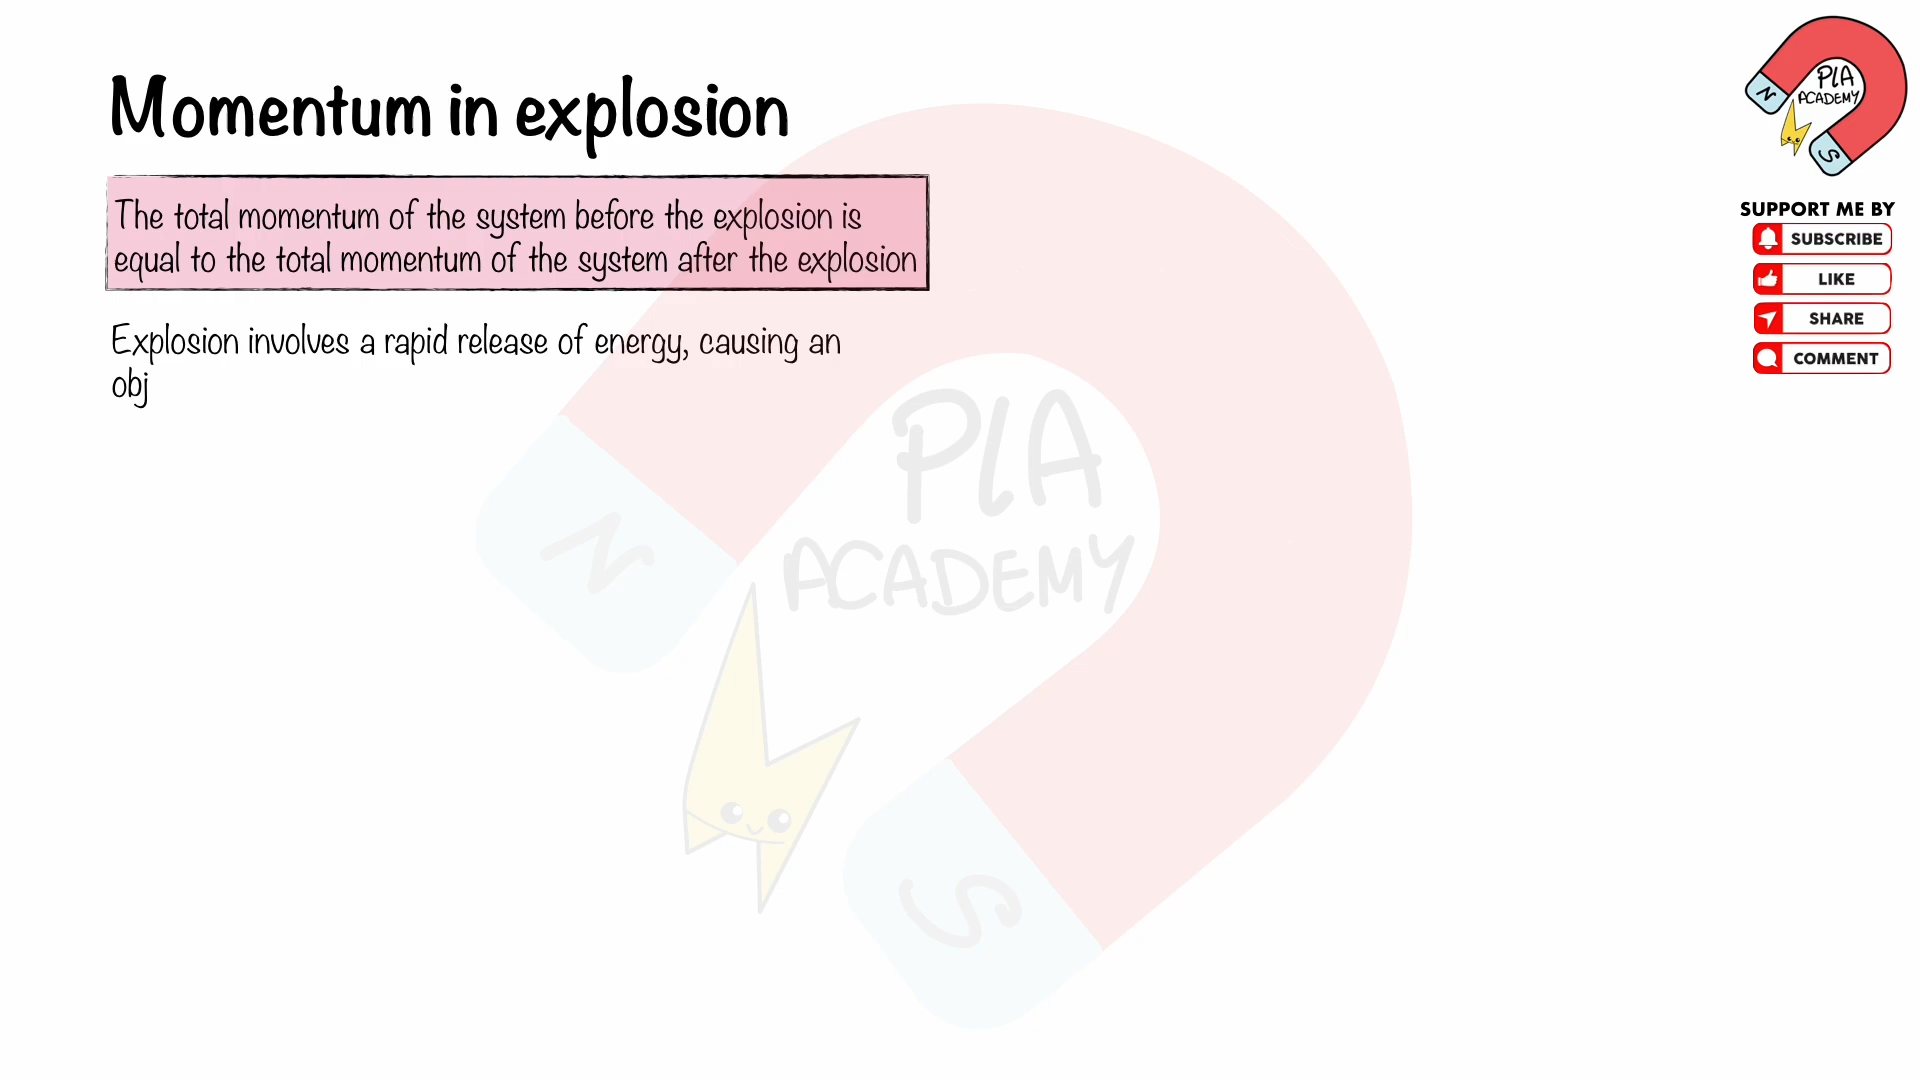 Momentum in explosion
The total momentum of the system before the explosion is
equal to the total momentum of the system after the explosion
Explosion involves a rapid release of energy, causing an
obj
PLA
ACADEMY
N
S
PLA
ACADEMY
N
S
SUPPORT ME BY
SUBSCRIBE
LIKE
SHARE
COMMENT